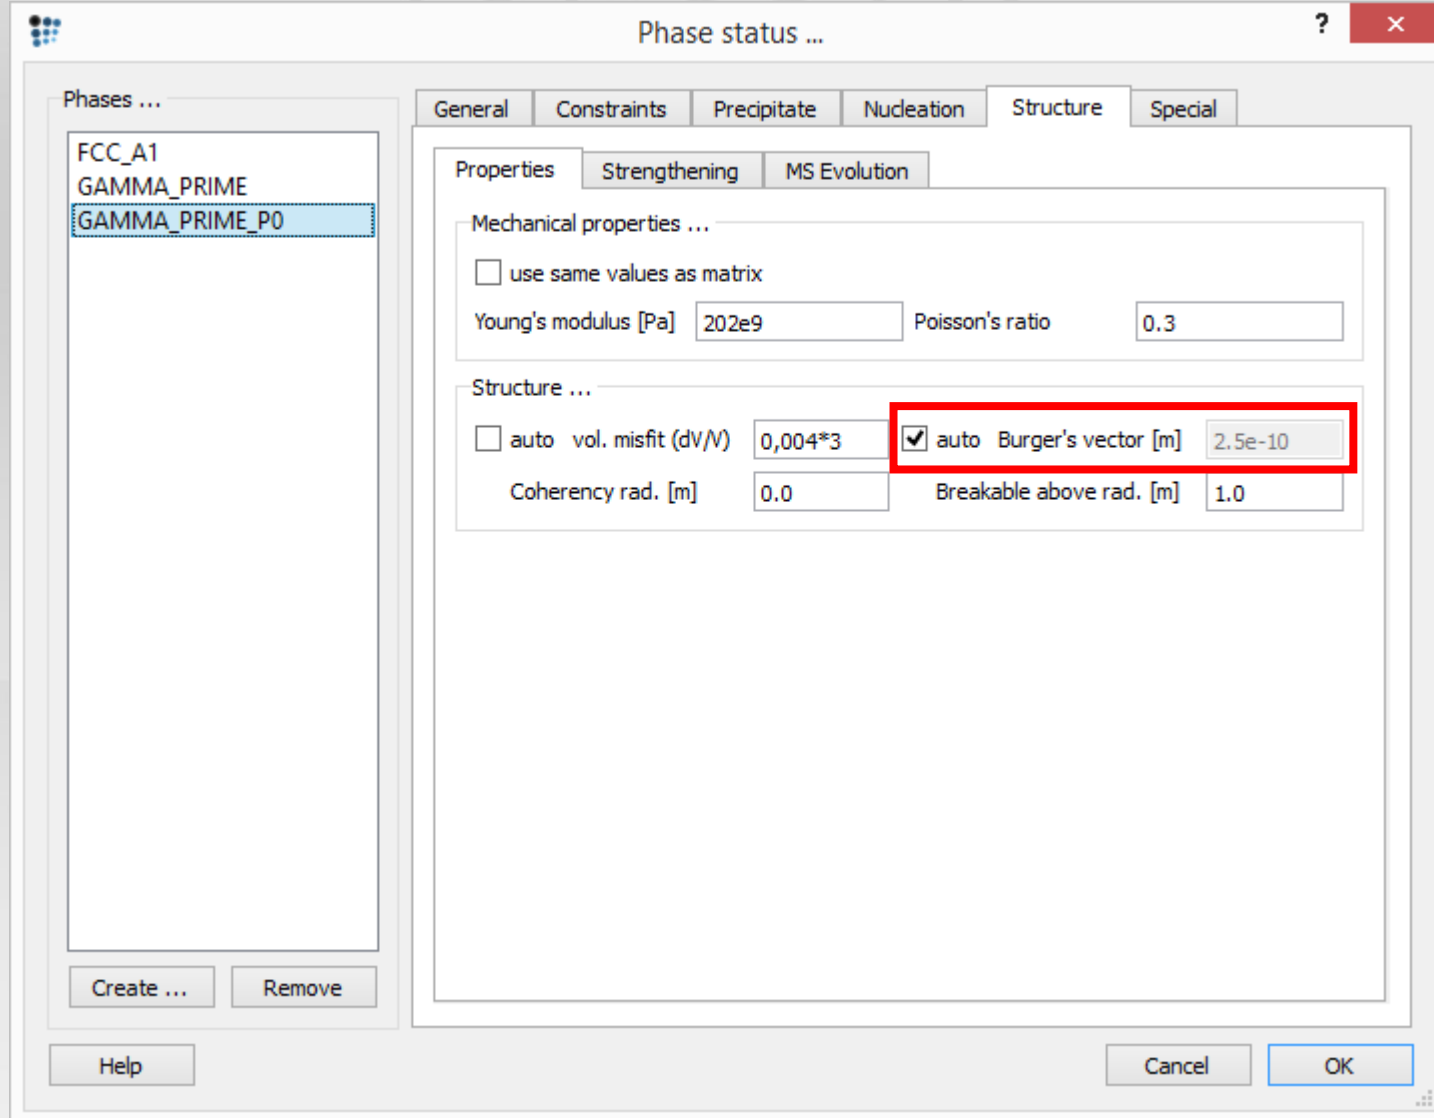 Phase status ...
?
Phases ...
FCC_A1
GAMMA_PRIME
GAMMA_PRIME_P0
Create ...
Remove
General Constraints Precipitate Nucleation Structure Special
Properties Strengthening MS Evolution
Mechanical properties ...
use same values as matrix
Young's modulus [Pa] 202e9 Poisson's ratio 0.3
Structure ...
auto vol. misfit (dV/V) 0,004*3 auto Burger's vector [m] 2.5e-10
Coherency rad. [m] 0.0 Breakable above rad. [m] 1.0
Help
Cancel
OK